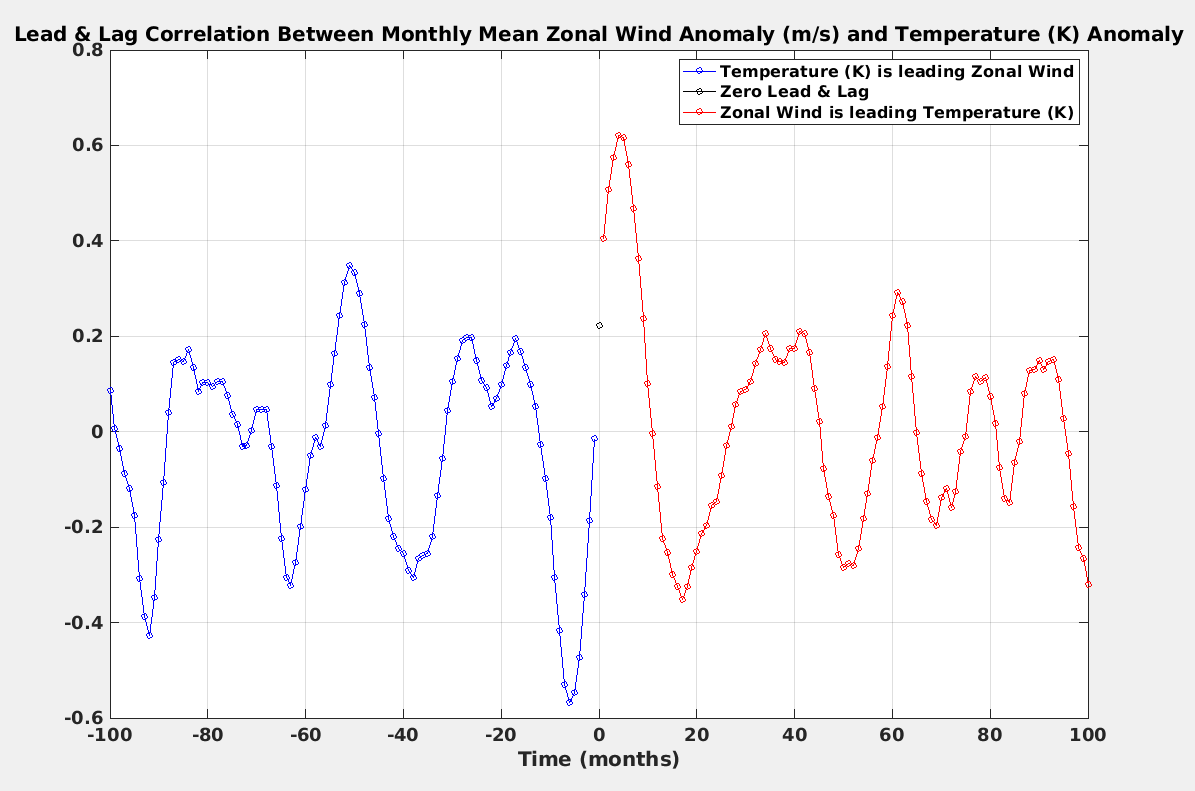 Lead & Lag Correlation Between Monthly Mean Zonal Wind Anomaly (m/s) and Temperature (K) Anomaly
0.8
Temperature (K) is leading Zonal Wind
Zero Lead & Lag
Zonal Wind is leading Temperature (K)
0.6
0.4
0.2
0
-0.2
-0.4
-0.6
-100 -80 -60 -40 -20 0 20 40 60 80 100
Time (months)